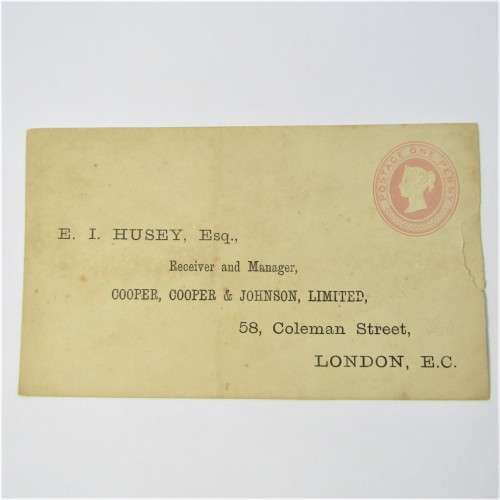 POSTAGE ONE PENNY
E. I. HUSEY, Esq.,
Receiver and Manager,
COOPER, COOPER & JOHNSON, LIMITED,
58, Coleman Street,
LONDON, E.C.